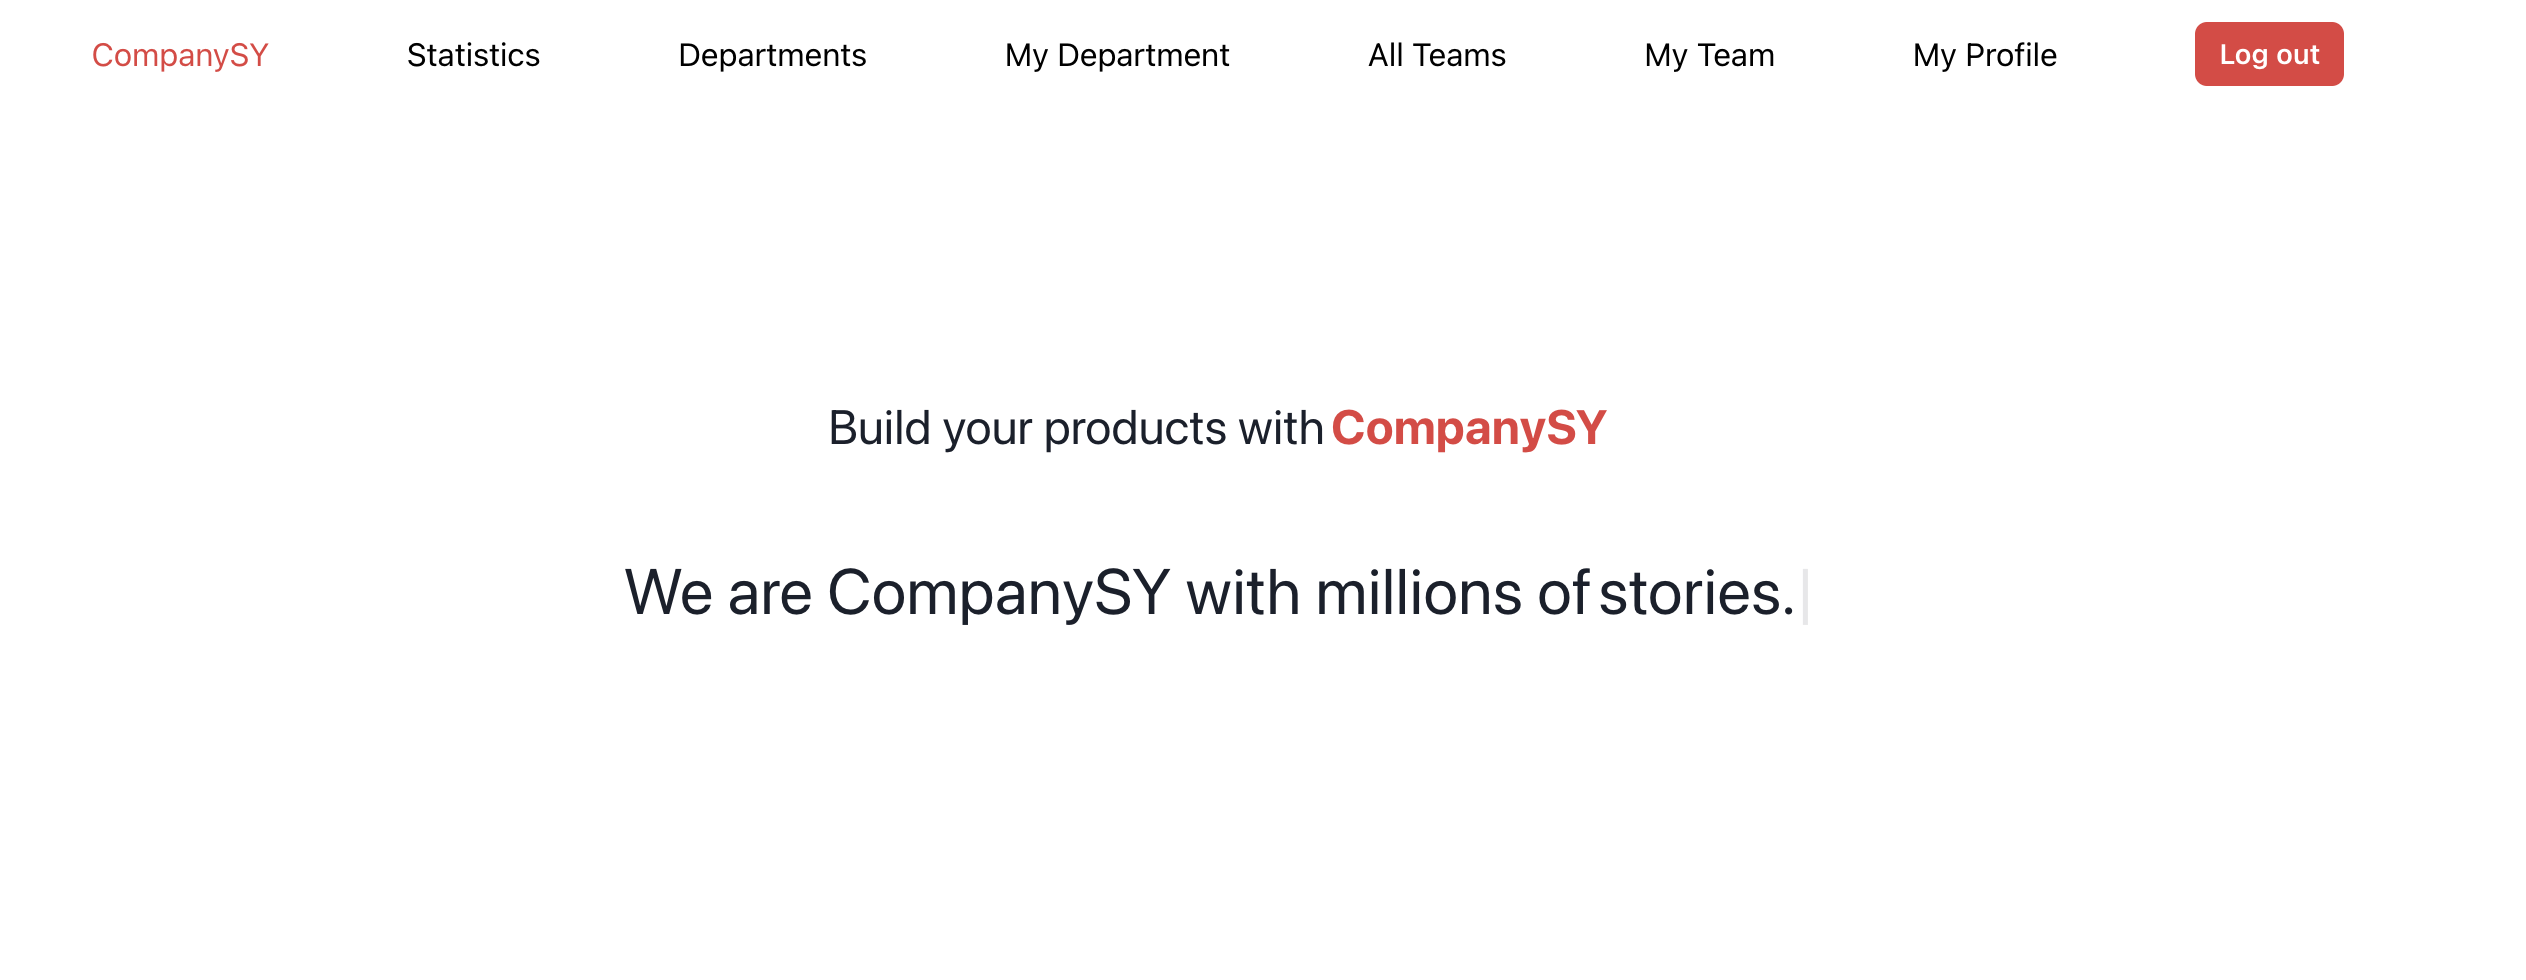 CompanySY Statistics Departments My Department All Teams My Team My Profile Log out
Build your products with CompanySY
We are CompanySY with millions of stories.